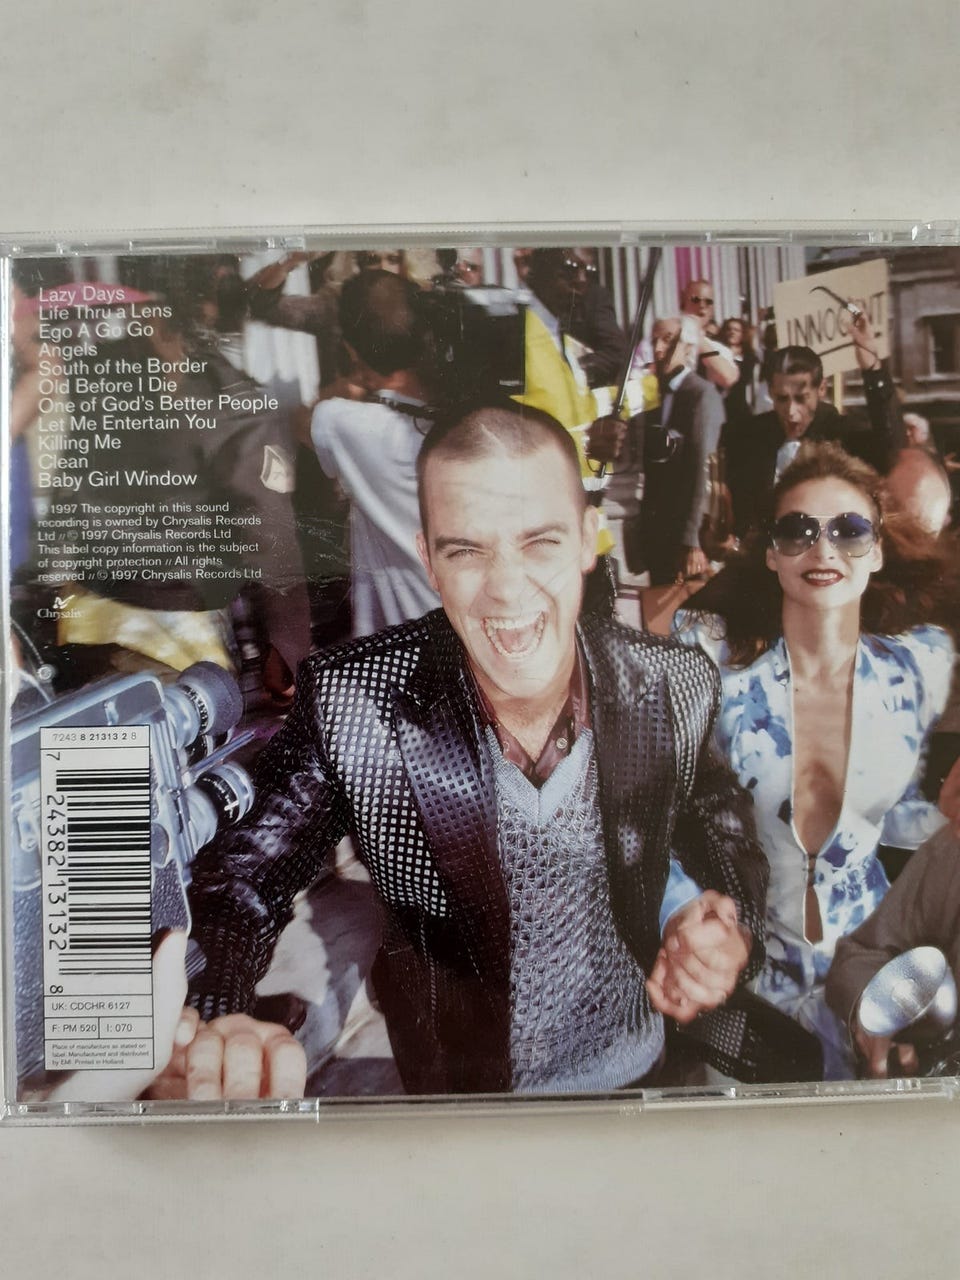 Lazy Days
Life Thru a Lens
Ego A Go Go
Angels
South of the Border
Old Before I Die
One of God's Better People
Let Me Entertain You
Killing Me
Clean
Baby Girl Window
℗ 1997 The copyright in this sound
recording is owned by Chrysalis Records
Ltd // © 1997 Chrysalis Records Ltd
This label copy information is the subject
of copyright protection // All rights
reserved // © 1997 Chrysalis Records Ltd
Chrysalis
7243 8 21313 2 8
7 24382 13132 8
UK: CDCHR 6127
F: PM 520 I: 070
Place of manufacture as stated on
label. Manufactured and distributed
by EMI. Printed in Holland.
INNOCENT